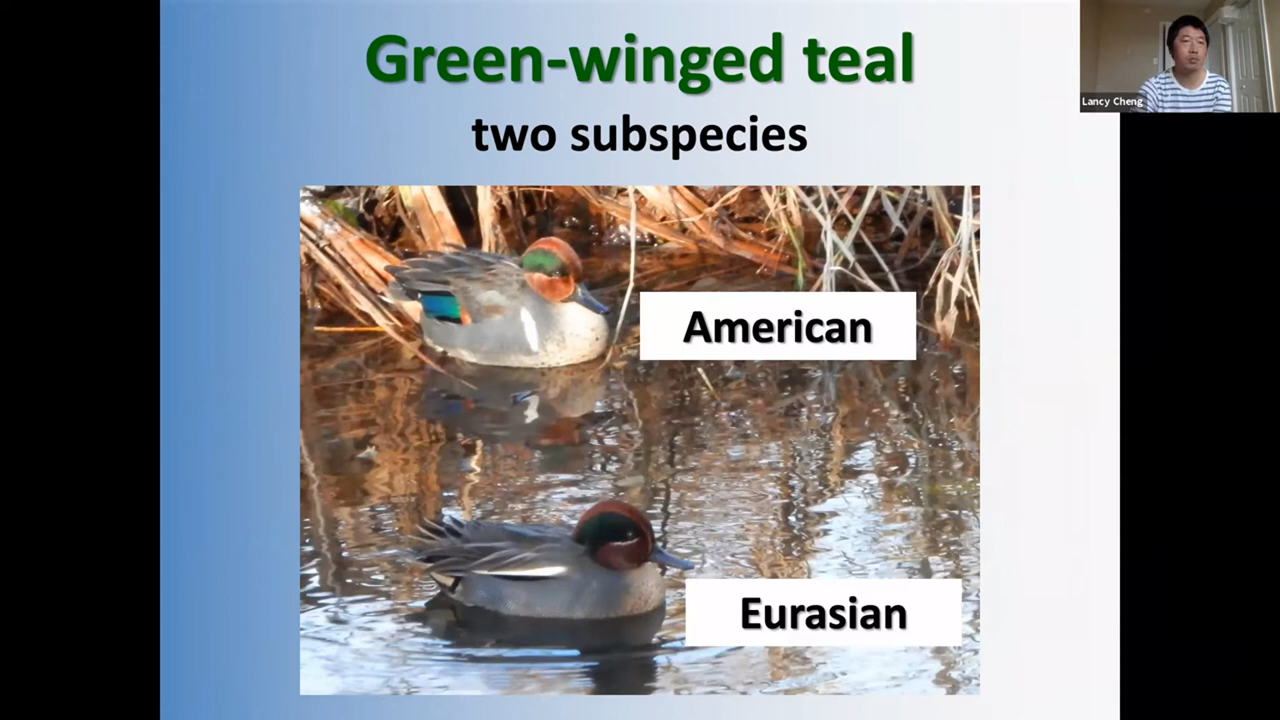 Green-winged teal
two subspecies
American
Eurasian
Lancy Cheng